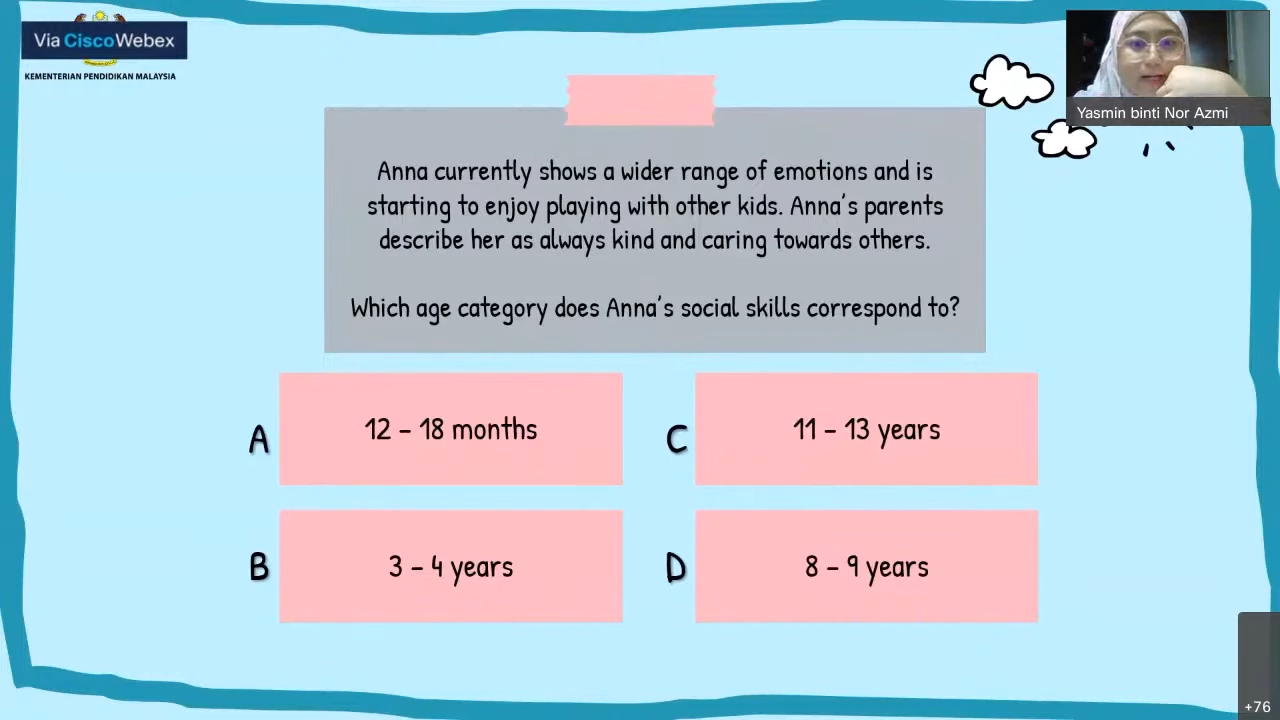 Via Cisco Webex
KEMENTERIAN PENDIDIKAN MALAYSIA
Yasmin binti Nor Azmi
Anna currently shows a wider range of emotions and is
starting to enjoy playing with other kids. Anna's parents
describe her as always kind and caring towards others.
Which age category does Anna's social skills correspond to?
A
12 – 18 months
C
11 – 13 years
B
3 – 4 years
D
8 – 9 years
+76